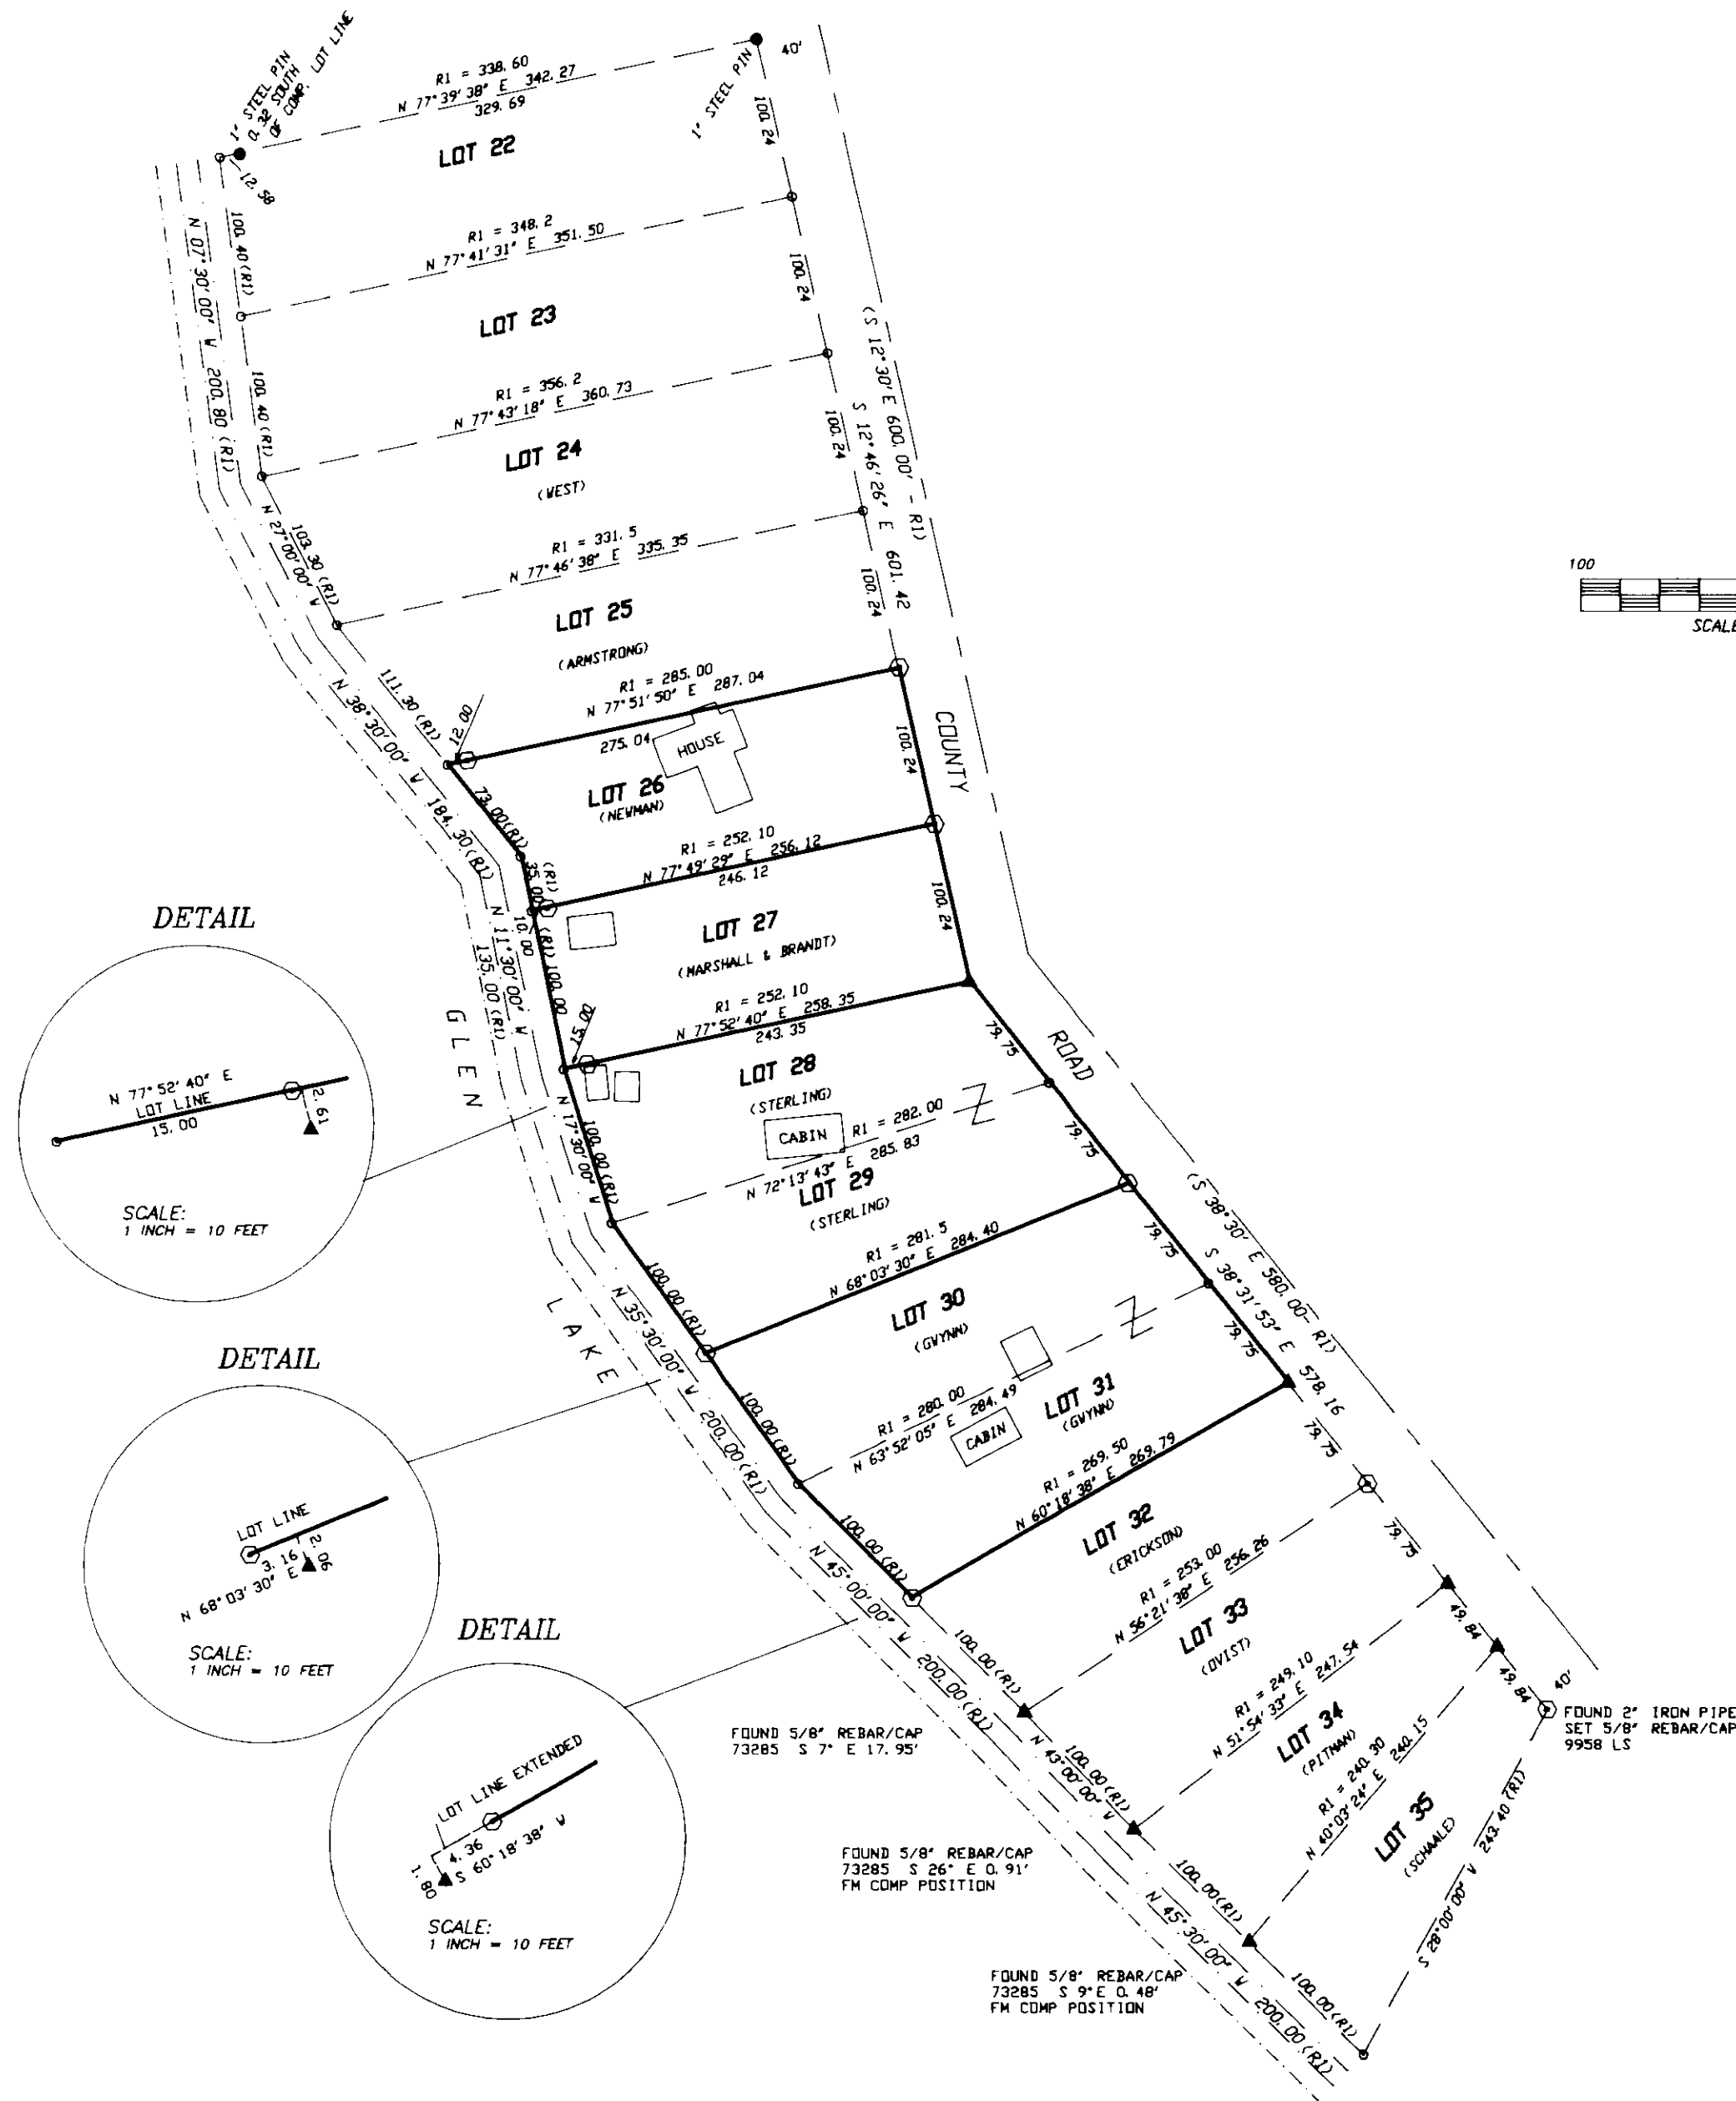 1" STEEL PIN
0.32 SOUTH
OF COMP. LOT LINE
R1 = 338.60
N 77°39'38" E 342.27
329.69
1" STEEL PIN
40'
12.58
LOT 22
100.24
100.40 (R1)
N 07°30'00" W 200.80 (R1)
R1 = 348.2
N 77°41'31" E 351.50
LOT 23
100.24
100.40 (R1)
(S 12°30'E 600.00' - R1)
S 12°46'26" E 601.42
R1 = 356.2
N 77°43'18" E 360.73
LOT 24
(WEST)
100.24
103.30 (R1)
N 27°00'00" W
R1 = 331.5
N 77°46'38" E 335.35
LOT 25
(ARMSTRONG)
100.24
111.30 (R1)
N 38°30'00" W 184.30 (R1)
100
SCALE
R1 = 285.00
N 77°51'50" E 287.04
12.00
275.04
HOUSE
LOT 26
(NEWMAN)
100.24
COUNTY
73.00 (R1)
35.00
(R1)
R1 = 252.10
N 77°49'29" E 256.12
246.12
10.00
LOT 27
(MARSHALL & BRANDT)
100.24
(R1) 100.00
N 11°30'00" W
135.00 (R1)
R1 = 252.10
N 77°52'40" E 258.35
243.35
15.00
LOT 28
(STERLING)
79.75
ROAD
GLEN
CABIN
R1 = 282.00
N 72°13'43" E 285.83
Z
100.00 (R1)
N 17°30'00" W
LOT 29
(STERLING)
79.75
(S 38°30' E 580.00- R1)
S 38°31'53" E 578.16
R1 = 281.5
N 68°03'30" E 284.40
100.00 (R1)
N 35°30'00" W 200.00 (R1)
LAKE
LOT 30
(GWYNN)
79.75
Z
R1 = 280.00
N 63°52'05" E 284.49
100.00 (R1)
CABIN
LOT 31
(GWYNN)
79.75
R1 = 269.50
N 60°18'38" E 269.79
100.00 (R1)
N 45°00'00" W 200.00 (R1)
LOT 32
(ERICKSON)
79.75
R1 = 253.00
N 56°21'38" E 256.26
100.00 (R1)
LOT 33
(OVIST)
79.75
R1 = 249.10
N 51°54'33" E 247.54
100.00 (R1)
N 43°00'00" W
LOT 34
(PITMAN)
49.84
R1 = 240.30
N 40°03'24" E 240.15
100.00 (R1)
N 45°30'00" W 200.00 (R1)
LOT 35
(SCHAALE)
49.84
40'
FOUND 2" IRON PIPE
SET 5/8" REBAR/CAP
9958 LS
S 28°00'00" W 243.40 (R1)
100.00 (R1)
DETAIL
N 77°52'40" E
LOT LINE
15.00
2.61
SCALE:
1 INCH = 10 FEET
DETAIL
LOT LINE
3.16
2.06
N 68°03'30" E
SCALE:
1 INCH = 10 FEET
DETAIL
LOT LINE EXTENDED
4.36
S 60°18'38" W
1.80
SCALE:
1 INCH = 10 FEET
FOUND 5/8" REBAR/CAP
73285 S 7° E 17.95'
FOUND 5/8" REBAR/CAP
73285 S 26° E 0.91'
FM COMP POSITION
FOUND 5/8" REBAR/CAP
73285 S 9°E 0.48'
FM COMP POSITION